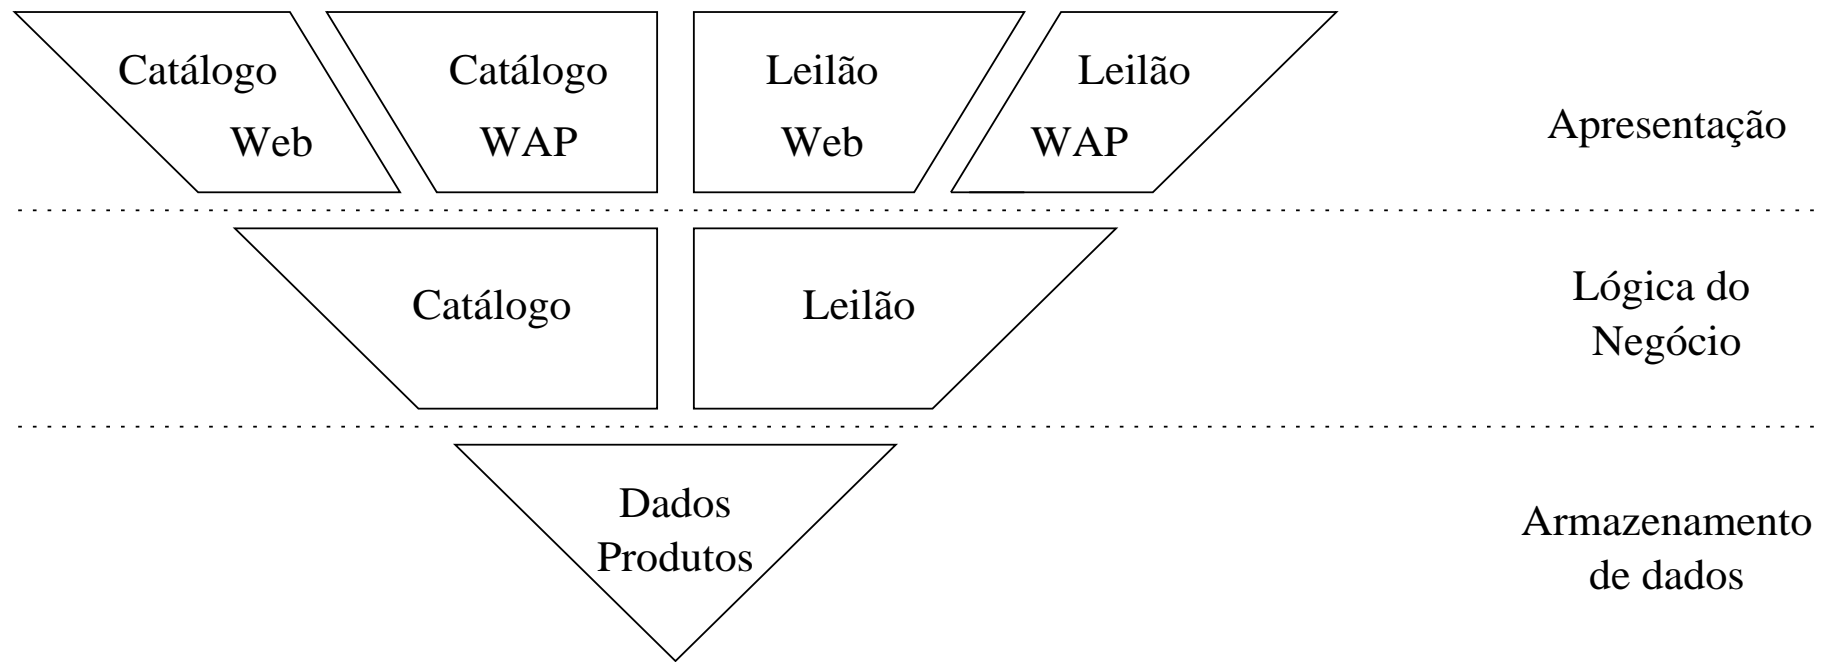 Catálogo
Web
Catálogo
WAP
Leilão
Web
Leilão
WAP
Apresentação
Catálogo
Leilão
Lógica do
Negócio
Dados
Produtos
Armazenamento
de dados